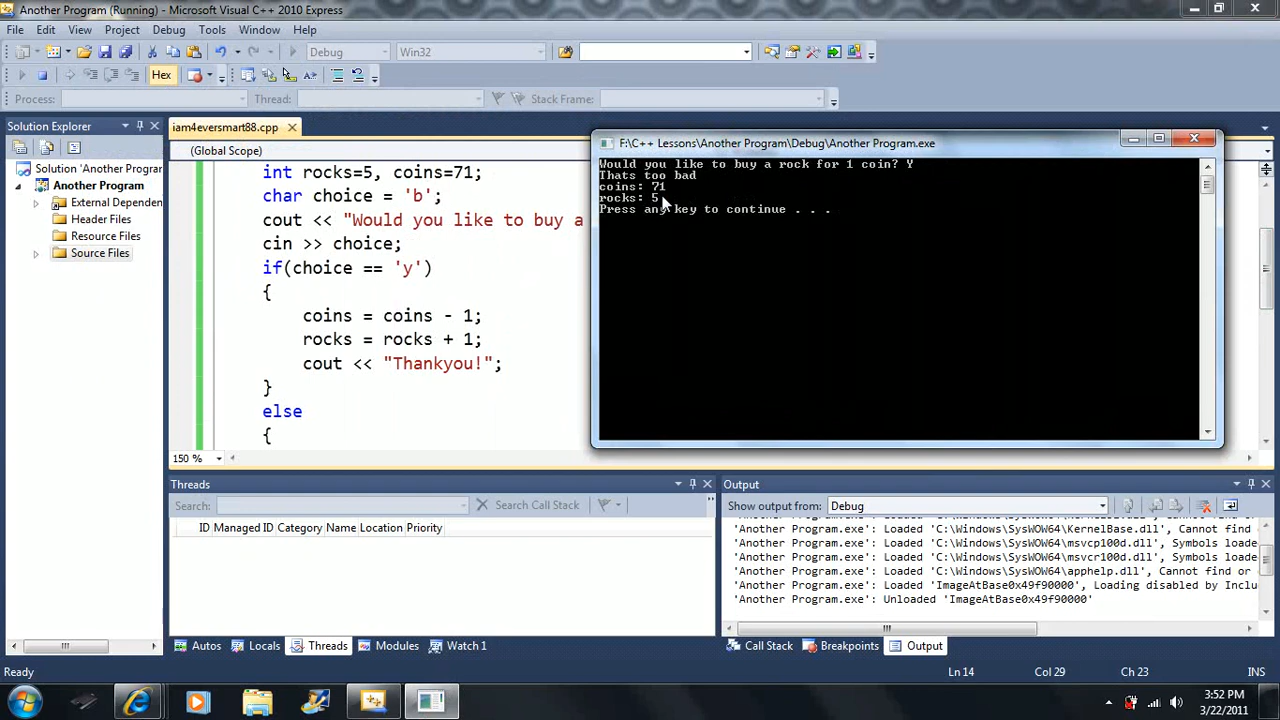 Another Program (Running) - Microsoft Visual C++ 2010 Express
File Edit View Project Debug Tools Window Help
Debug Win32
Hex
Process: Thread: Stack Frame:
Solution Explorer
Solution 'Another Program
Another Program
External Dependen
Header Files
Resource Files
Source Files
iam4eversmart88.cpp
(Global Scope)
int rocks=5, coins=71;
char choice = 'b';
cout << "Would you like to buy a
cin >> choice;
if(choice == 'y')
{
coins = coins - 1;
rocks = rocks + 1;
cout << "Thankyou!";
}
else
{
150 %
F:\C++ Lessons\Another Program\Debug\Another Program.exe
Would you like to buy a rock for 1 coin? Y
Thats too bad
coins: 71
rocks: 5
Press any key to continue . . .
Threads
Search: Search Call Stack
ID Managed ID Category Name Location Priority
Autos Locals Threads Modules Watch 1
Output
Show output from: Debug
'Another Program.exe': Loaded 'C:\Windows\SysWOW64\KernelBase.dll', Cannot find
'Another Program.exe': Loaded 'C:\Windows\SysWOW64\msvcp100d.dll', Symbols loade
'Another Program.exe': Loaded 'C:\Windows\SysWOW64\msvcr100d.dll', Symbols loade
'Another Program.exe': Loaded 'C:\Windows\SysWOW64\apphelp.dll', Cannot find or
'Another Program.exe': Loaded 'ImageAtBase0x49f90000', Loading disabled by Inclu
'Another Program.exe': Unloaded 'ImageAtBase0x49f90000'
Call Stack Breakpoints Output
Ready Ln 14 Col 29 Ch 23 INS
3:52 PM
3/22/2011